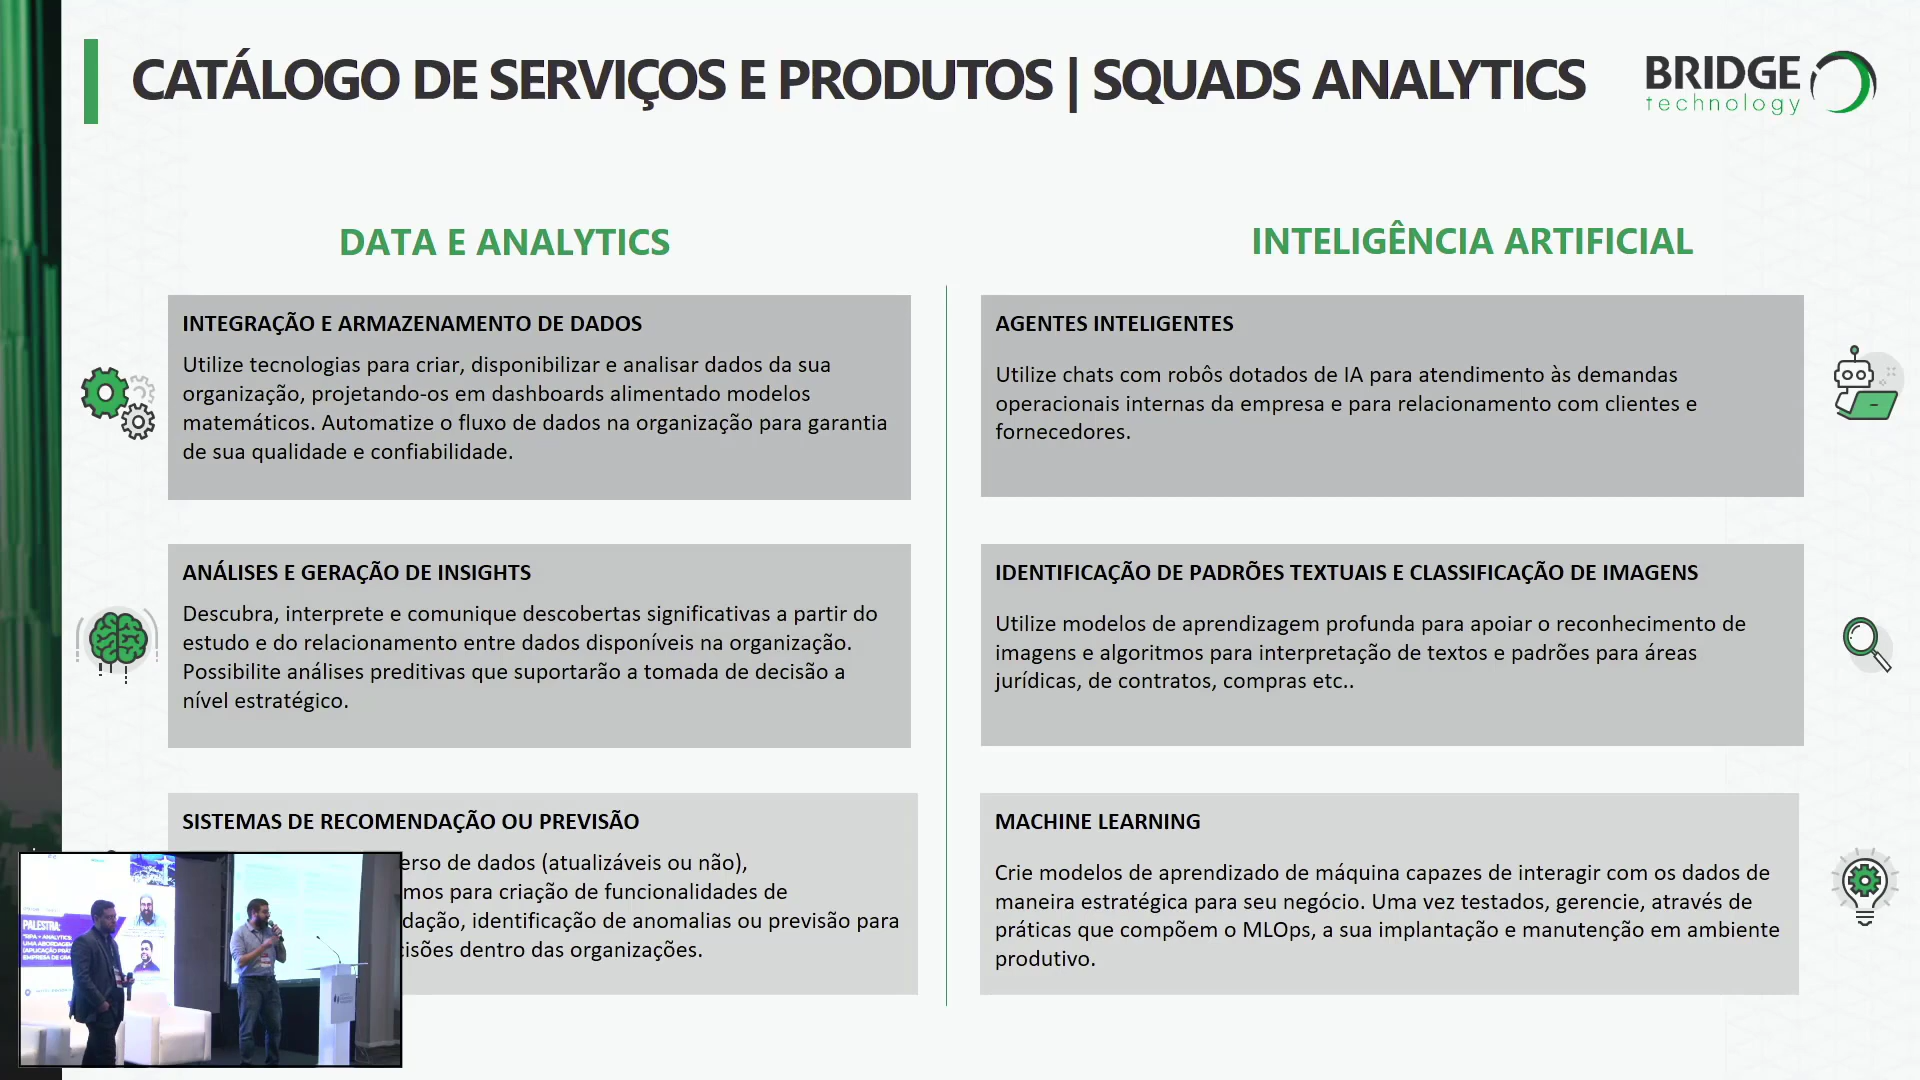 CATÁLOGO DE SERVIÇOS E PRODUTOS | SQUADS ANALYTICS
BRIDGE
technology
DATA E ANALYTICS
INTEGRAÇÃO E ARMAZENAMENTO DE DADOS
Utilize tecnologias para criar, disponibilizar e analisar dados da sua
organização, projetando-os em dashboards alimentado modelos
matemáticos. Automatize o fluxo de dados na organização para garantia
de sua qualidade e confiabilidade.
ANÁLISES E GERAÇÃO DE INSIGHTS
Descubra, interprete e comunique descobertas significativas a partir do
estudo e do relacionamento entre dados disponíveis na organização.
Possibilite análises preditivas que suportarão a tomada de decisão a
nível estratégico.
SISTEMAS DE RECOMENDAÇÃO OU PREVISÃO
erso de dados (atualizáveis ou não),
mos para criação de funcionalidades de
dação, identificação de anomalias ou previsão para
isões dentro das organizações.
INTELIGÊNCIA ARTIFICIAL
AGENTES INTELIGENTES
Utilize chats com robôs dotados de IA para atendimento às demandas
operacionais internas da empresa e para relacionamento com clientes e
fornecedores.
IDENTIFICAÇÃO DE PADRÕES TEXTUAIS E CLASSIFICAÇÃO DE IMAGENS
Utilize modelos de aprendizagem profunda para apoiar o reconhecimento de
imagens e algoritmos para interpretação de textos e padrões para áreas
jurídicas, de contratos, compras etc..
MACHINE LEARNING
Crie modelos de aprendizado de máquina capazes de interagir com os dados de
maneira estratégica para seu negócio. Uma vez testados, gerencie, através de
práticas que compõem o MLOps, a sua implantação e manutenção em ambiente
produtivo.
PALESTRA:
"RPA + ANALYTICS
UMA ABORDAGEM
(APLICAÇÃO
EMPRESA DE